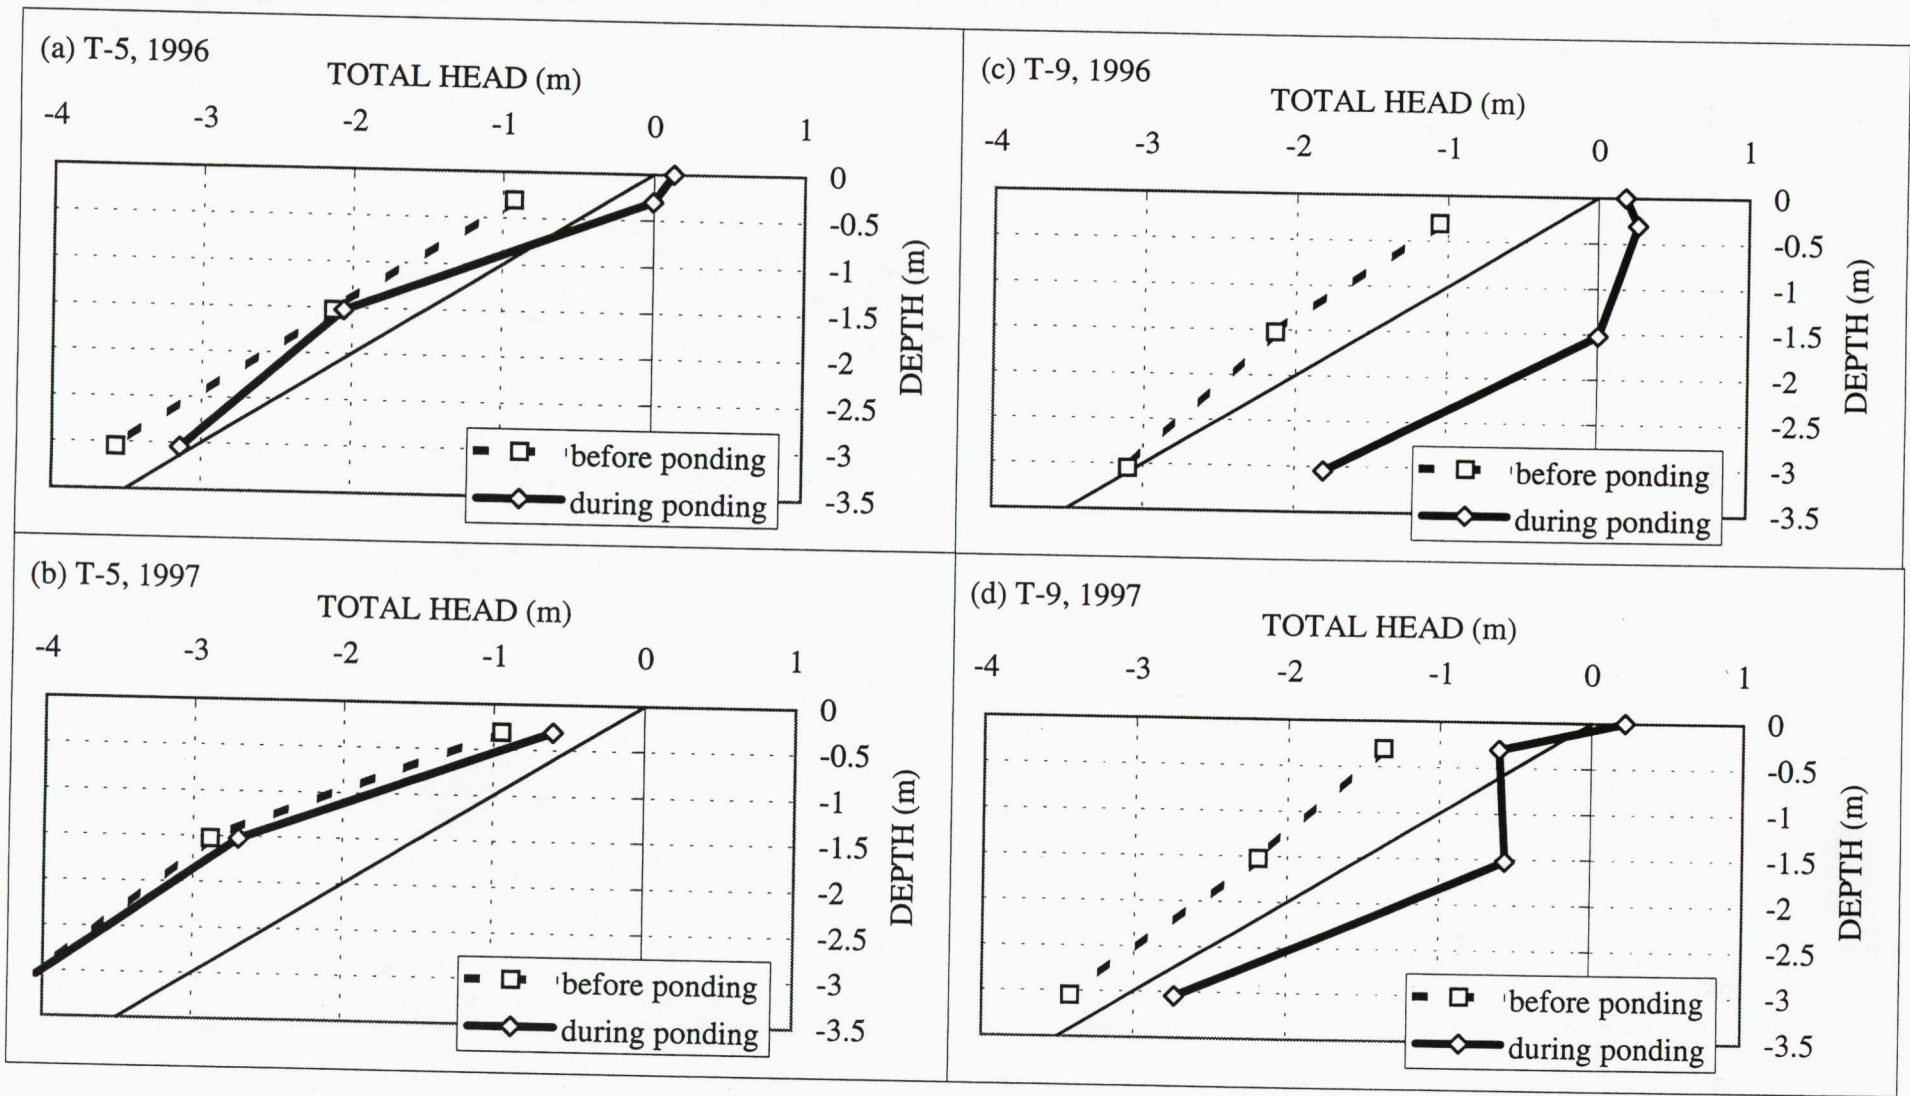 (a) T-5, 1996
TOTAL HEAD (m)
-4 -3 -2 -1 0 1
0
-0.5
-1
-1.5
-2
-2.5
-3
-3.5
DEPTH (m)
before ponding
during ponding
(c) T-9, 1996
TOTAL HEAD (m)
-4 -3 -2 -1 0 1
0
-0.5
-1
-1.5
-2
-2.5
-3
-3.5
DEPTH (m)
before ponding
during ponding
(b) T-5, 1997
TOTAL HEAD (m)
-4 -3 -2 -1 0 1
0
-0.5
-1
-1.5
-2
-2.5
-3
-3.5
DEPTH (m)
before ponding
during ponding
(d) T-9, 1997
TOTAL HEAD (m)
-4 -3 -2 -1 0 1
0
-0.5
-1
-1.5
-2
-2.5
-3
-3.5
DEPTH (m)
before ponding
during ponding